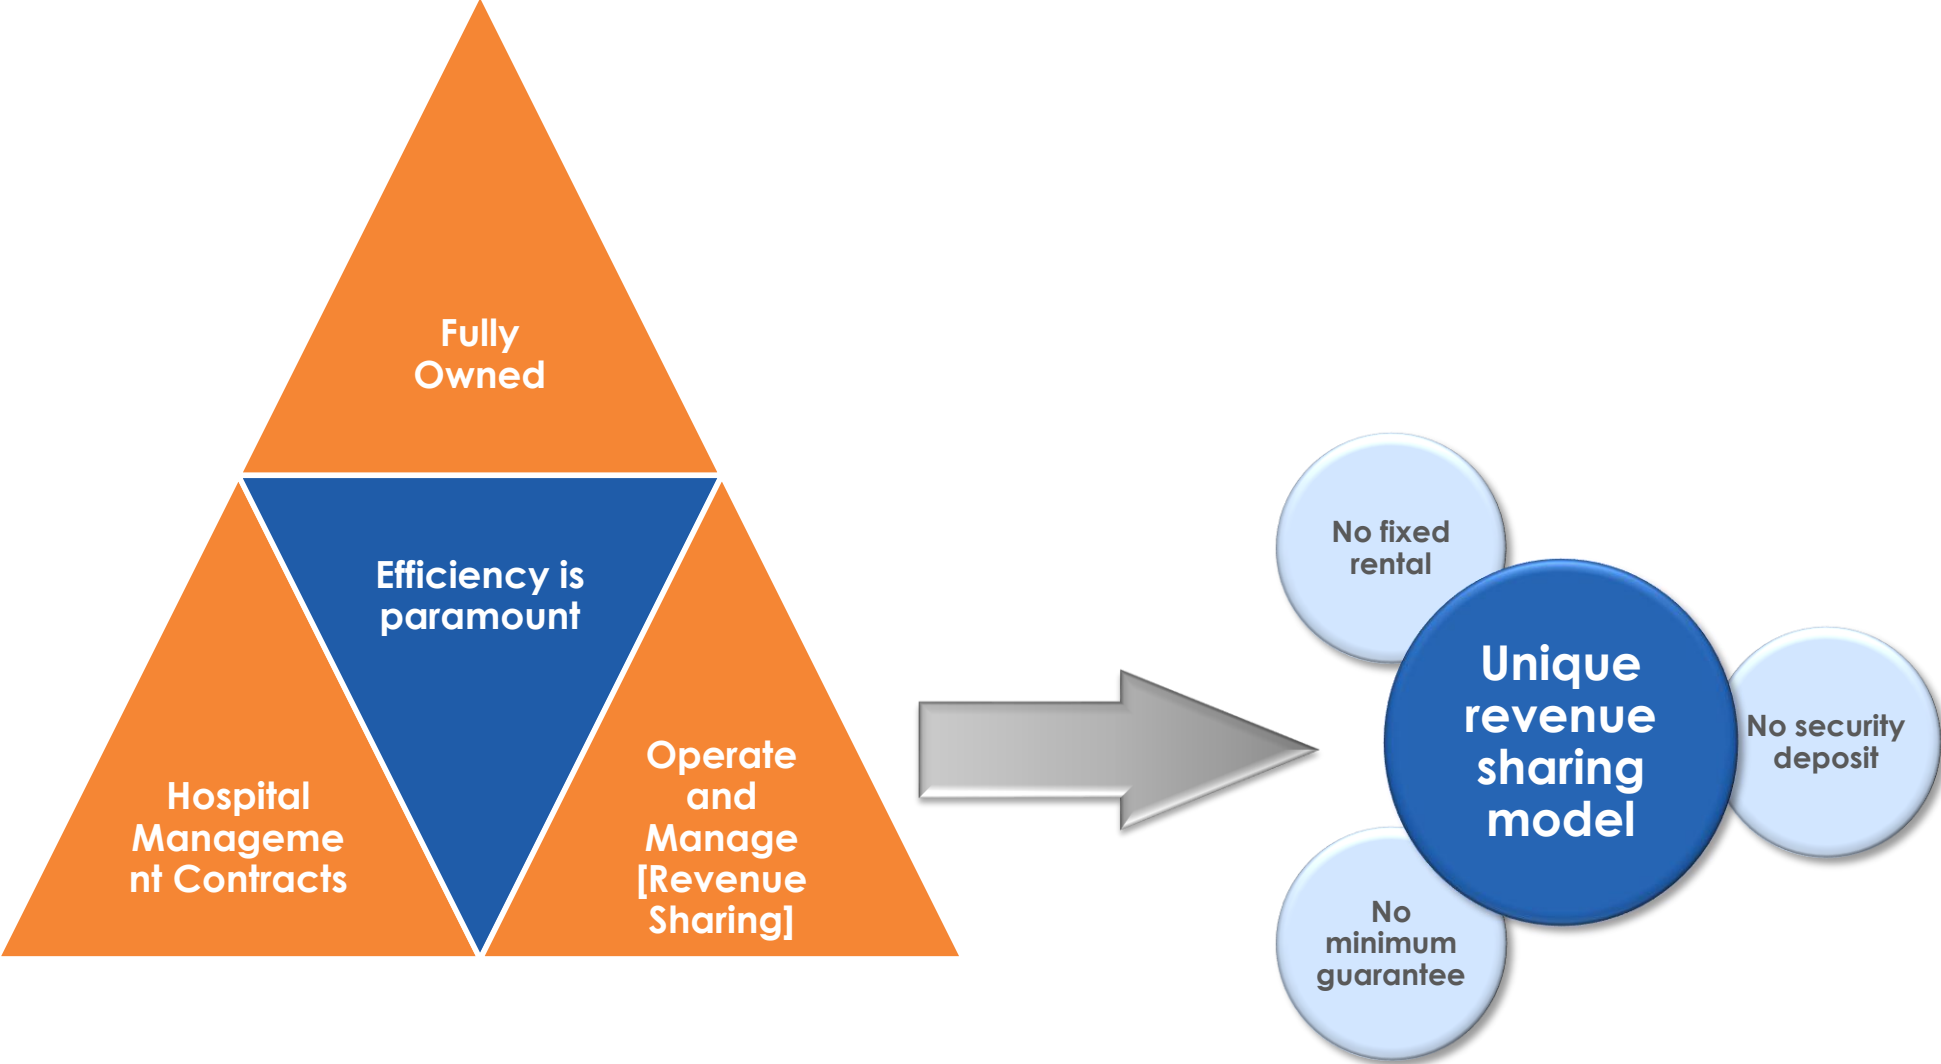 Fully
Owned
Efficiency is
paramount
Hospital
Manageme
nt Contracts
Operate
and
Manage
[Revenue
Sharing]
No fixed
rental
Unique
revenue
sharing
model
No security
deposit
No
minimum
guarantee